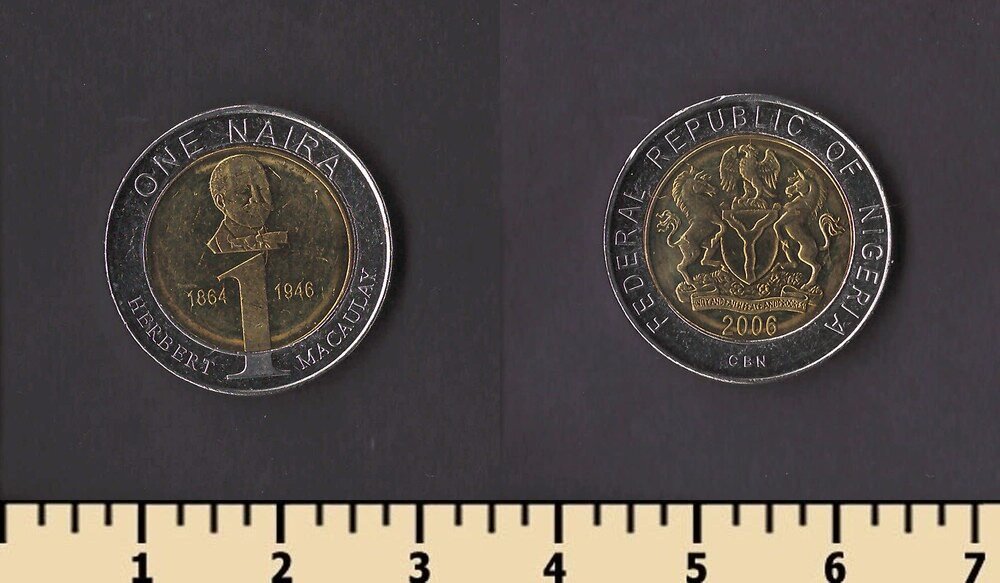 ONE NAIRA
1864 1946
1
HERBERT MACAULAY
FEDERAL REPUBLIC OF NIGERIA
2006
CBN
1 2 3 4 5 6 7